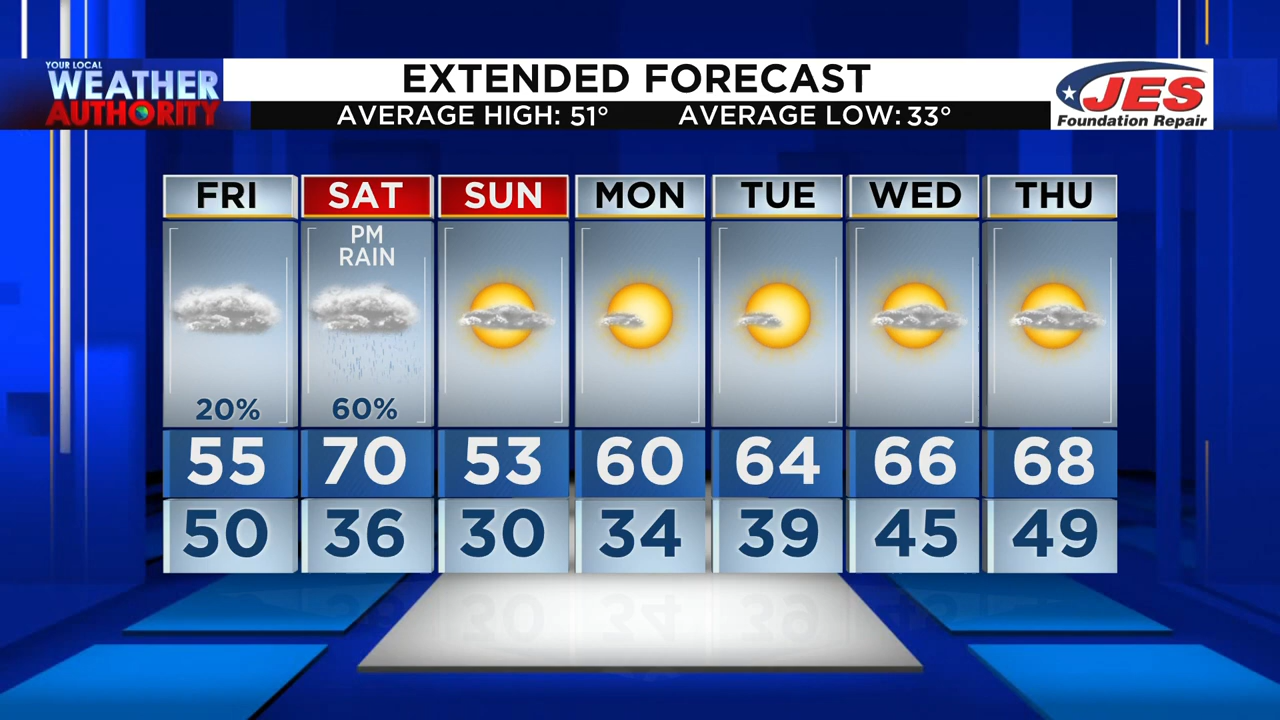 YOUR LOCAL
WEATHER
AUTHORITY
EXTENDED FORECAST
AVERAGE HIGH: 51° AVERAGE LOW: 33°
JES
Foundation Repair
FRI SAT SUN MON TUE WED THU
PM
RAIN
20% 60%
55 70 53 60 64 66 68
50 36 30 34 39 45 49